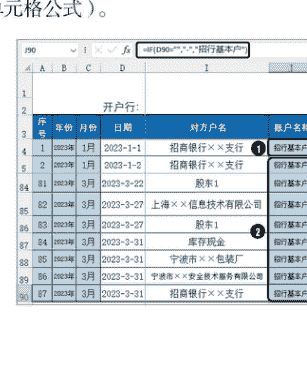 单元格公式）。
J90 fx =IF(D90="","-","招行基本户")
A B C D I J
1
2 开户行：
3 序号 年份 月份 日期 对方户名 账户名称
4 1 2023年 1月 2023-1-1 招商银行××支行 ❶ 招行基本户
5 2 2023年 1月 2023-1-2 招商银行××支行 招行基本户
84 81 2023年 3月 2023-3-22 股东1 招行基本户
85 82 2023年 3月 2023-3-27 上海××信息技术有限公司 招行基本户
86 83 2023年 3月 2023-3-27 股东1 ❷ 招行基本户
87 84 2023年 3月 2023-3-31 库存现金 招行基本户
88 85 2023年 3月 2023-3-31 宁波市××包装厂 招行基本户
89 86 2023年 3月 2023-3-31 宁波市××安全技术服务有限公司 招行基本户
90 87 2023年 3月 2023-3-31 招商银行××支行 招行基本户